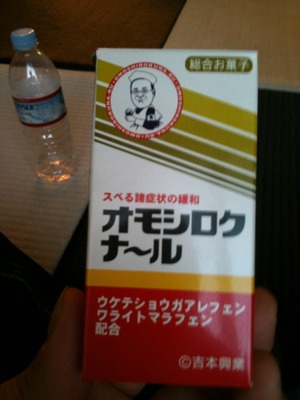 総合お菓子
スベる諸症状の緩和
オモシロク
ナ〜ル
ウケテショウガアレフェン
ワライトマラフェン
配合
©吉本興業